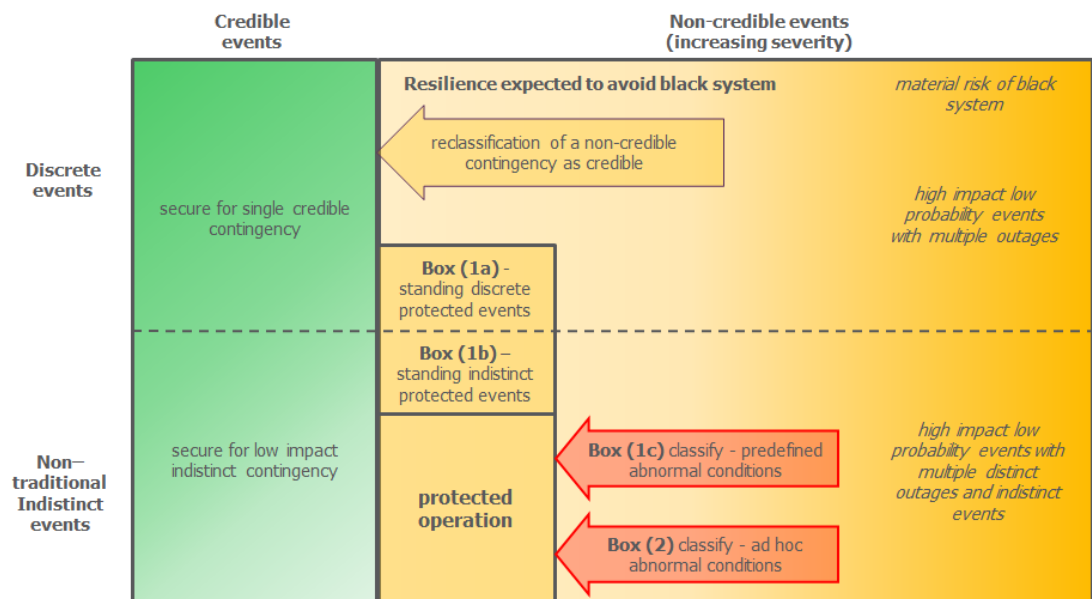 Credible
events
Non-credible events
(increasing severity)
Discrete
events
secure for single credible
contingency
Resilience expected to avoid black system
reclassification of a non-credible
contingency as credible
material risk of black
system
high impact low
probability events
with multiple outages
Box (1a) -
standing discrete
protected events
Box (1b) –
standing indistinct
protected events
Non–
traditional
Indistinct
events
secure for low impact
indistinct contingency
protected
operation
Box (1c) classify - predefined
abnormal conditions
Box (2) classify - ad hoc
abnormal conditions
high impact low
probability events with
multiple distinct
outages and indistinct
events